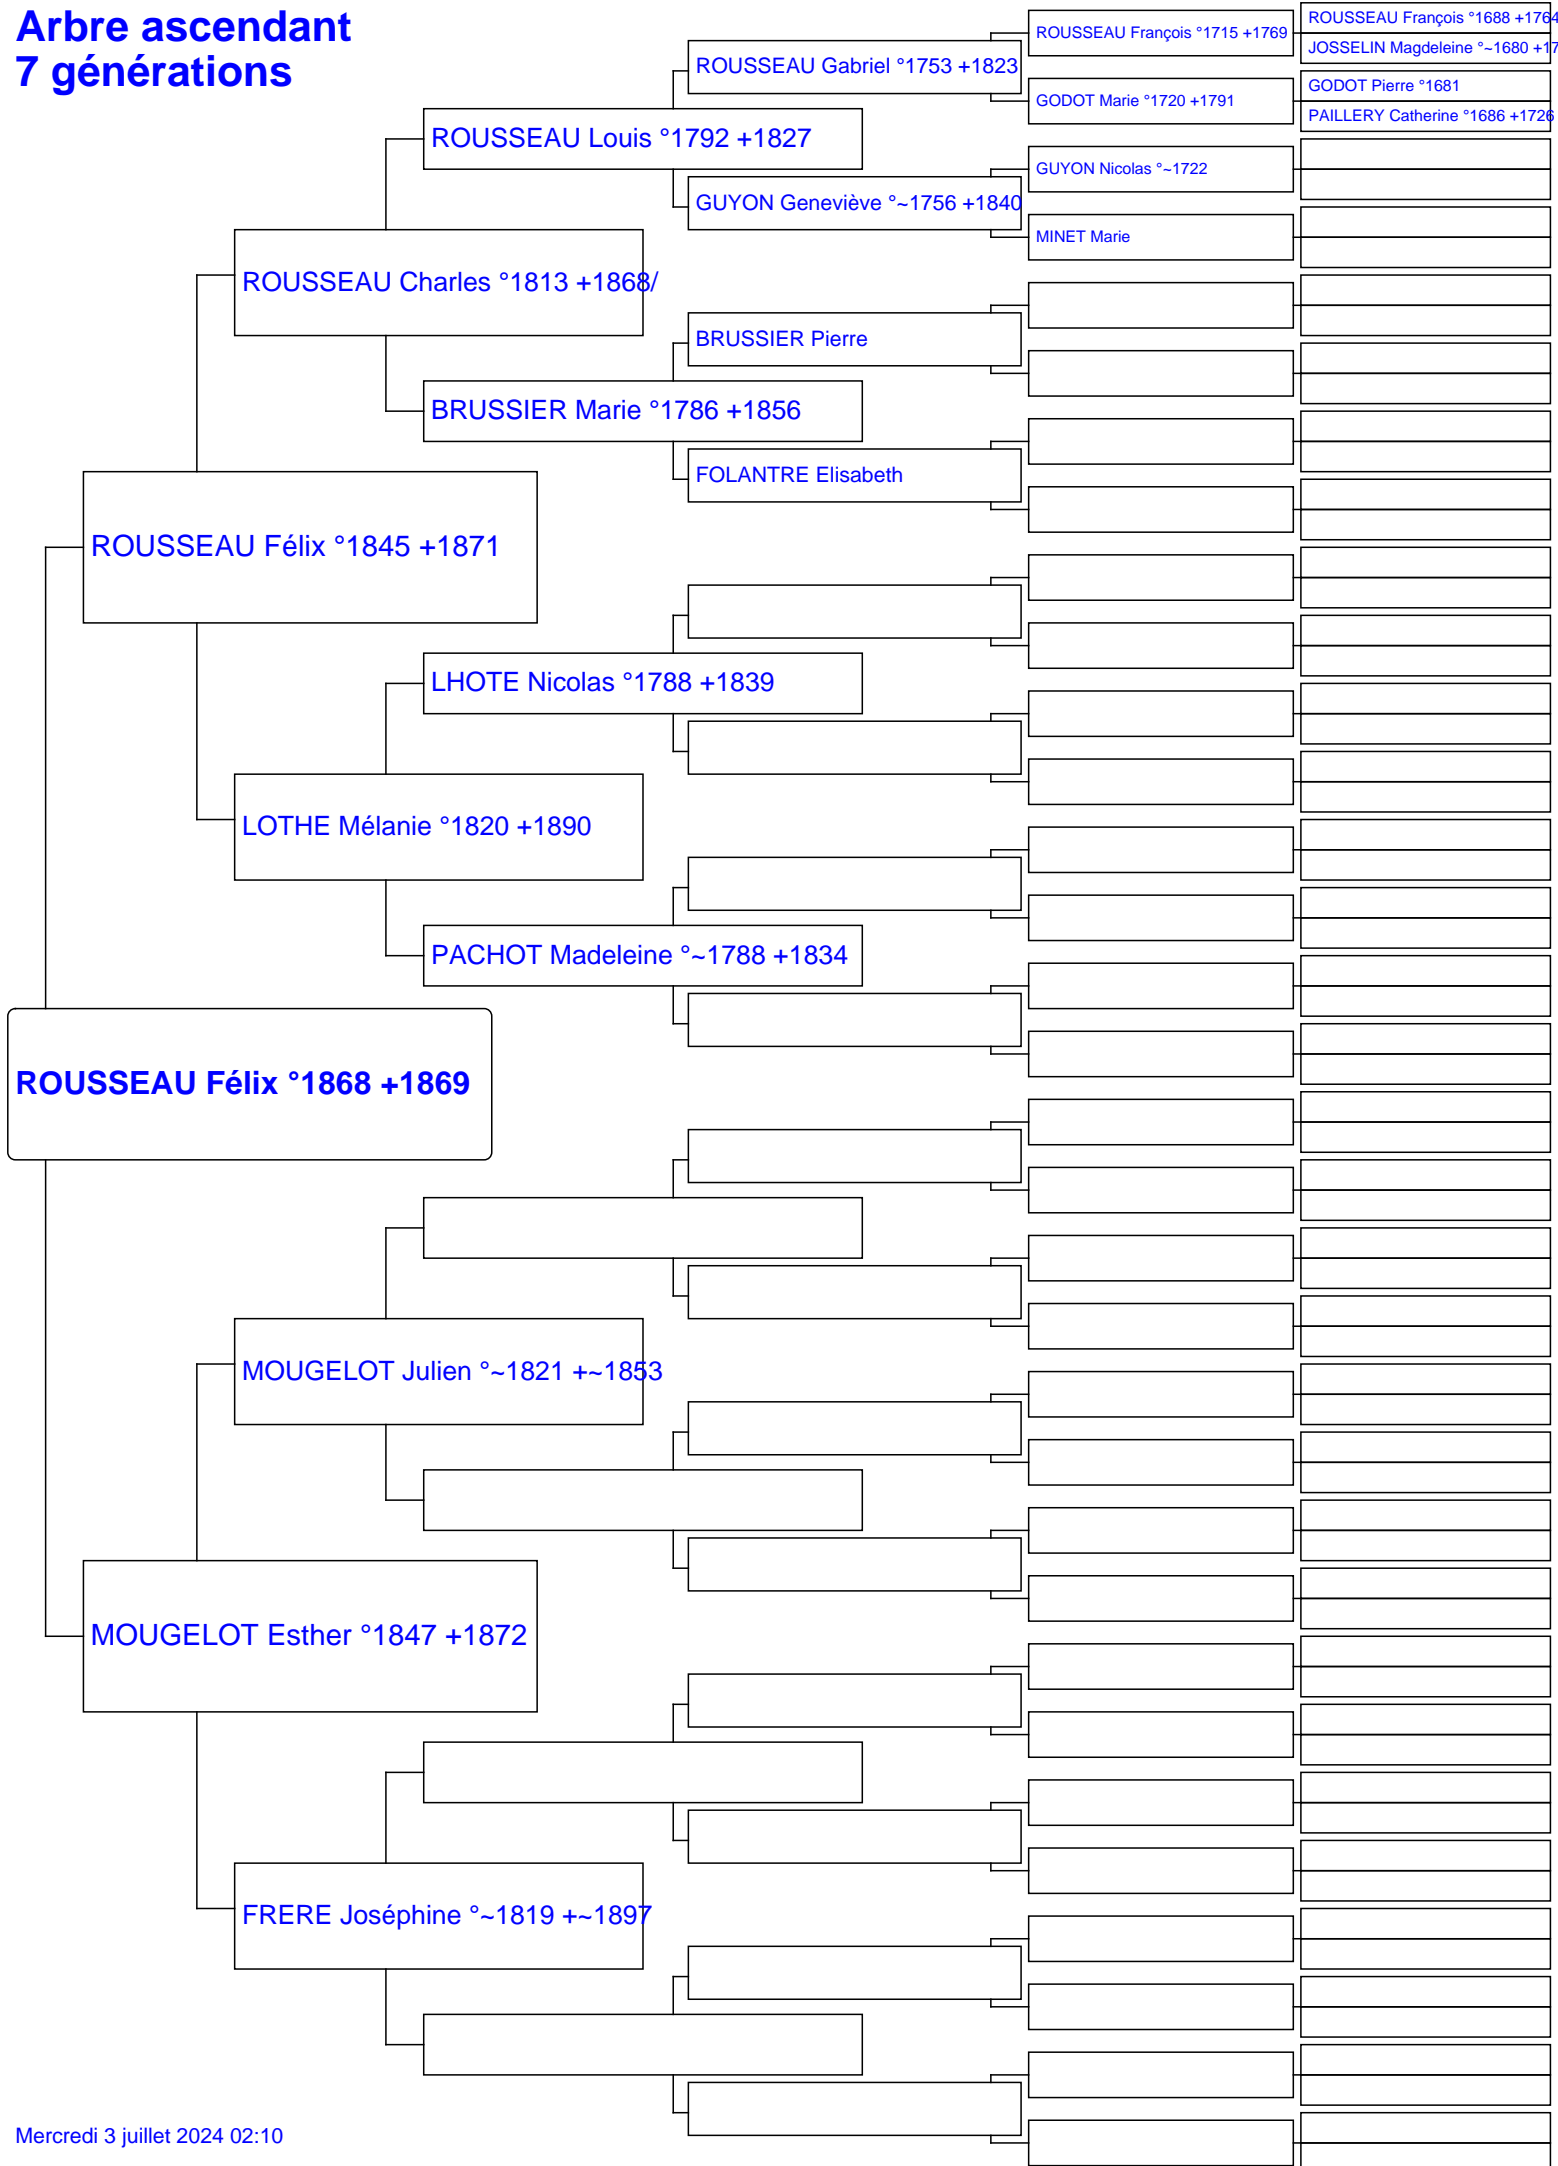 Arbre ascendant
7 générations
ROUSSEAU François °1688 +1764
JOSSELIN Magdeleine °~1680 +17
ROUSSEAU François °1715 +1769
ROUSSEAU Gabriel °1753 +1823
GODOT Pierre °1681
GODOT Marie °1720 +1791
PAILLERY Catherine °1686 +1726
ROUSSEAU Louis °1792 +1827
GUYON Nicolas °~1722
GUYON Geneviève °~1756 +1840
MINET Marie
ROUSSEAU Charles °1813 +1868/
BRUSSIER Pierre
BRUSSIER Marie °1786 +1856
FOLANTRE Elisabeth
ROUSSEAU Félix °1845 +1871
LHOTE Nicolas °1788 +1839
LOTHE Mélanie °1820 +1890
PACHOT Madeleine °~1788 +1834
ROUSSEAU Félix °1868 +1869
MOUGELOT Julien °~1821 +~1853
MOUGELOT Esther °1847 +1872
FRERE Joséphine °~1819 +~1897
Mercredi 3 juillet 2024 02:10